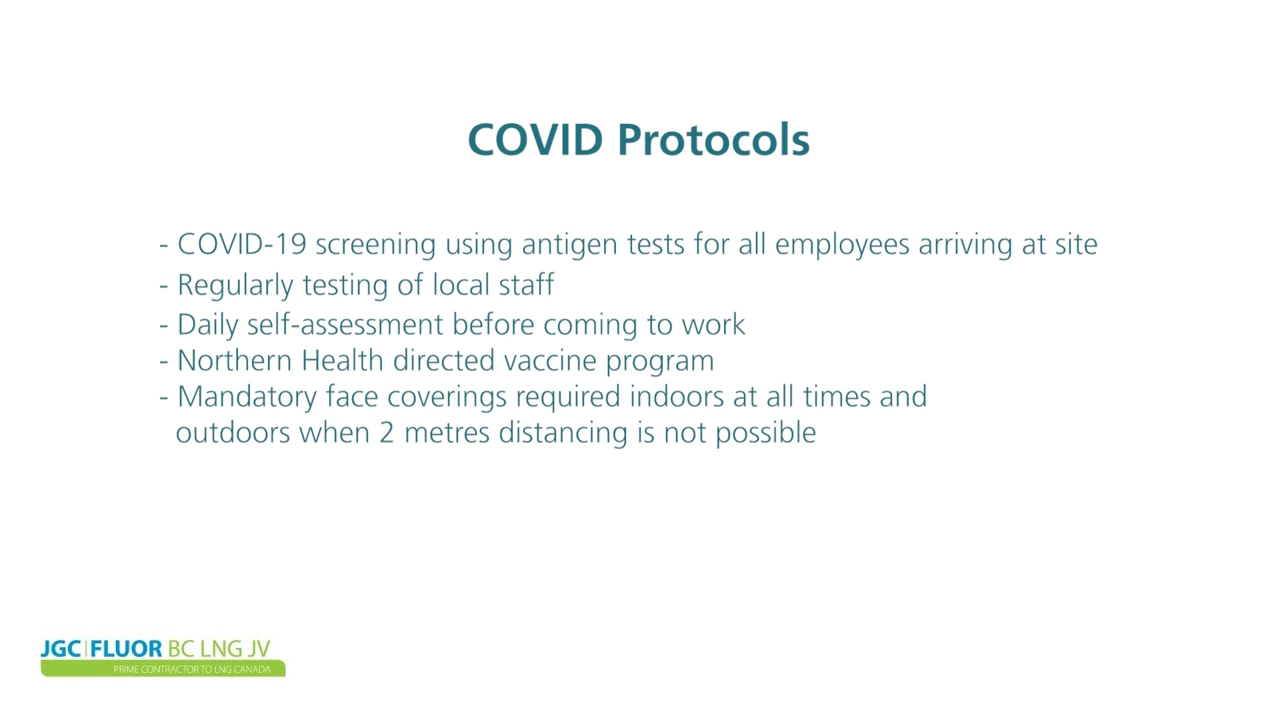 COVID Protocols
- COVID-19 screening using antigen tests for all employees arriving at site
- Regularly testing of local staff
- Daily self-assessment before coming to work
- Northern Health directed vaccine program
- Mandatory face coverings required indoors at all times and
outdoors when 2 metres distancing is not possible
JGC|FLUOR BC LNG JV
PRIME CONTRACTOR TO LNG CANADA